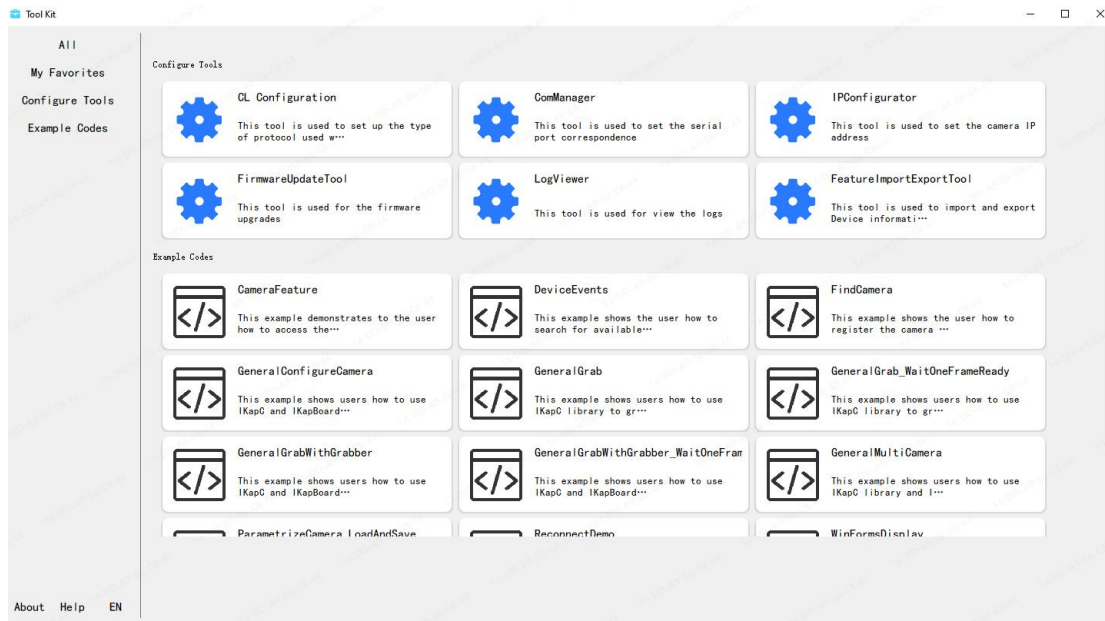 Tool Kit
All
My Favorites
Configure Tools
Example Codes
Configure Tools
CL Configuration
This tool is used to set up the type
of protocol used w…
ComManager
This tool is used to set the serial
port correspondence
IPConfigurator
This tool is used to set the camera IP
address
FirmwareUpdateTool
This tool is used for the firmware
upgrades
LogViewer
This tool is used for view the logs
FeatureImportExportTool
This tool is used to import and export
Device informati…
Example Codes
CameraFeature
This example demonstrates to the user
how to access the…
DeviceEvents
This example shows the user how to
search for available…
FindCamera
This example shows the user how to
register the camera …
GeneralConfigureCamera
This example shows users how to use
IKapC and IKapBoard…
GeneralGrab
This example shows users how to use
IKapC library to gr…
GeneralGrab_WaitOneFrameReady
This example shows users how to use
IKapC library to gr…
GeneralGrabWithGrabber
This example shows users how to use
IKapC and IKapBoard…
GeneralGrabWithGrabber_WaitOneFram
This example shows users how to use
IKapC and IKapBoard…
GeneralMultiCamera
This example shows users how to use
IKapC library and I…
ParametrizeCamera_LoadAndSave
ReconnectDemo
WinFormsDisplay
About Help EN